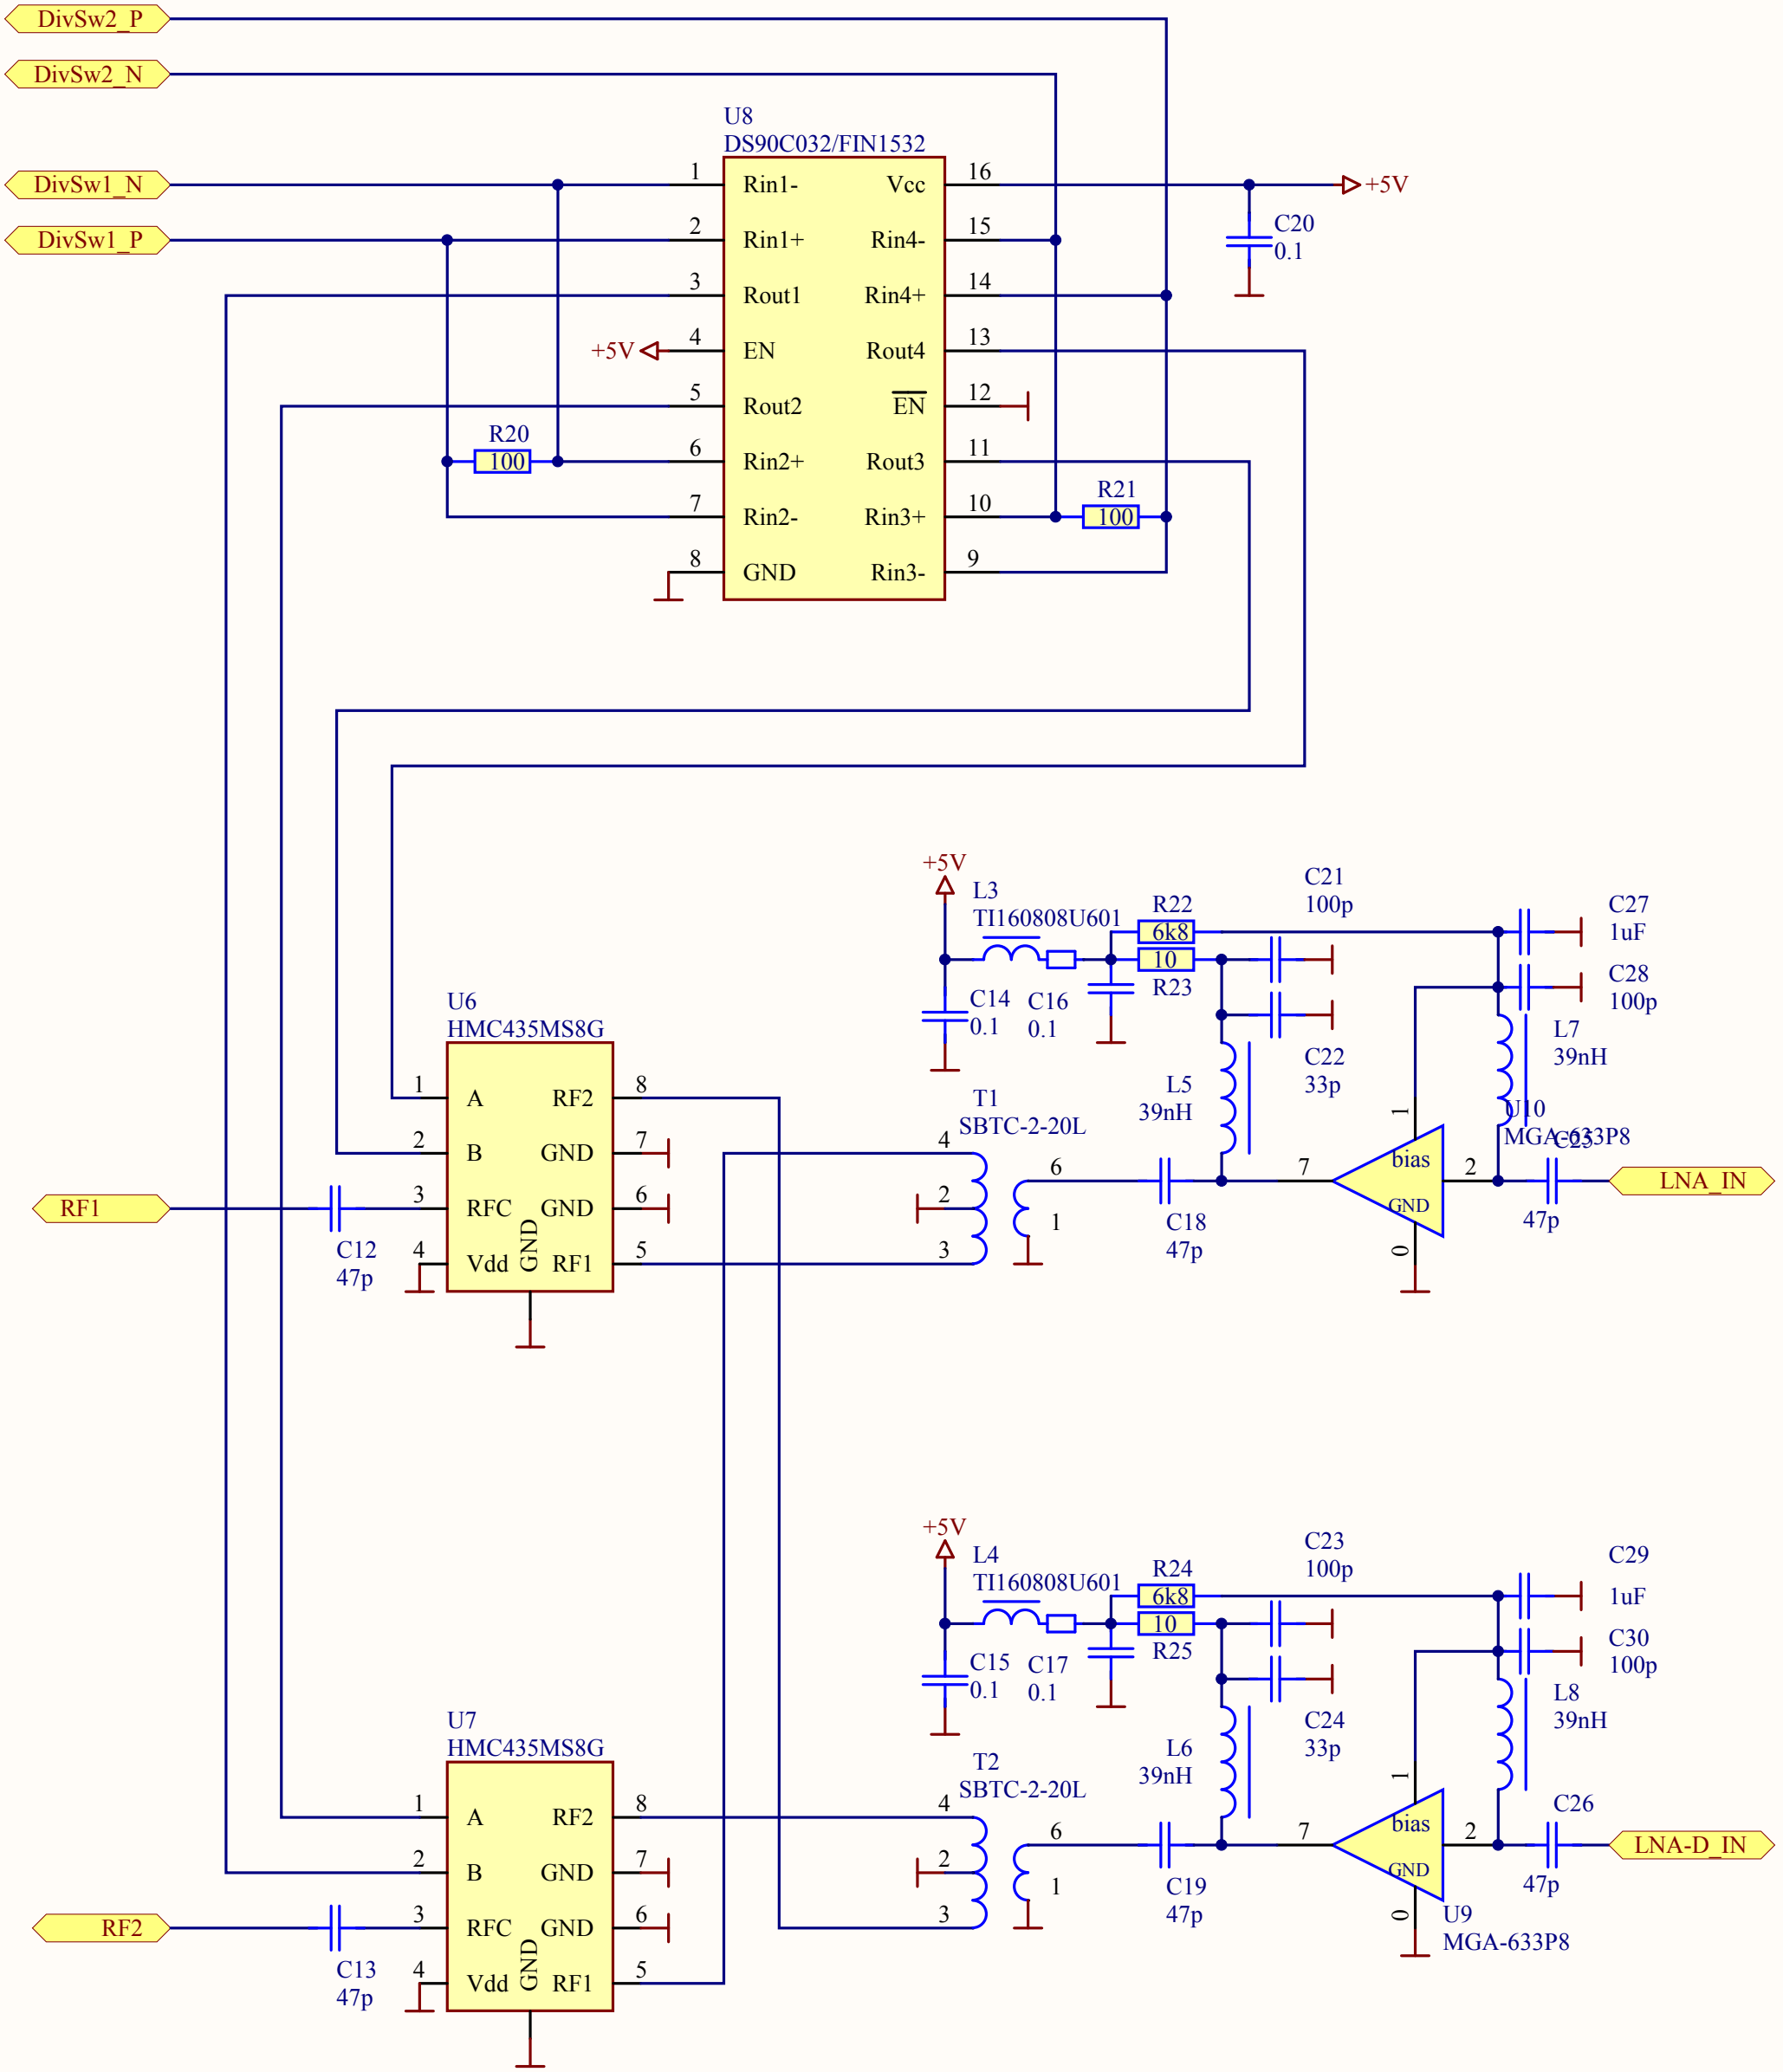 DivSw2_P
DivSw2_N
DivSw1_N
DivSw1_P
U8
DS90C032/FIN1532
1 Rin1- Vcc 16
+5V
2 Rin1+ Rin4- 15
C20
0.1
3 Rout1 Rin4+ 14
+5V
4 EN Rout4 13
5 Rout2 EN 12
R20
100
6 Rin2+ Rout3 11
R21
100
7 Rin2- Rin3+ 10
8 GND Rin3- 9
+5V
L3
TI160808U601
R22
6k8
10
R23
C21
100p
C27
1uF
C28
100p
C14
0.1
C16
0.1
C22
33p
L7
39nH
L5
39nH
U6
HMC435MS8G
1 A RF2 8
2 B GND 7
3 RFC GND 6
4 Vdd GND RF1 5
RF1
C12
47p
T1
SBTC-2-20L
4
2
3
6
1
C18
47p
7
bias
GND
1
2
0
U10
MGA-633P8
C25
47p
LNA_IN
+5V
L4
TI160808U601
R24
6k8
10
R25
C23
100p
C29
1uF
C30
100p
C15
0.1
C17
0.1
C24
33p
L8
39nH
L6
39nH
U7
HMC435MS8G
1 A RF2 8
2 B GND 7
3 RFC GND 6
4 Vdd GND RF1 5
RF2
C13
47p
T2
SBTC-2-20L
4
2
3
6
1
C19
47p
7
bias
GND
1
2
0
C26
47p
LNA-D_IN
U9
MGA-633P8